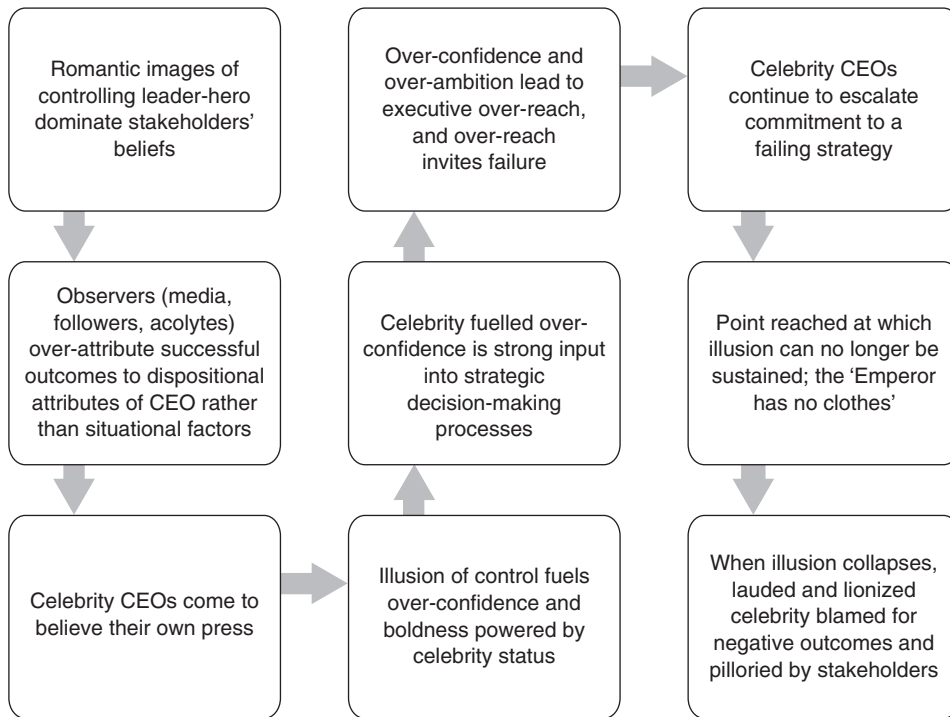 Romantic images of
controlling leader-hero
dominate stakeholders'
beliefs
Observers (media,
followers, acolytes)
over-attribute successful
outcomes to dispositional
attributes of CEO rather
than situational factors
Celebrity CEOs come to
believe their own press
Illusion of control fuels
over-confidence and
boldness powered by
celebrity status
Celebrity fuelled over-
confidence is strong input
into strategic
decision-making
processes
Over-confidence and
over-ambition lead to
executive over-reach,
and over-reach
invites failure
Celebrity CEOs
continue to escalate
commitment to a
failing strategy
Point reached at which
illusion can no longer be
sustained; the ‘Emperor
has no clothes’
When illusion collapses,
lauded and lionized
celebrity blamed for
negative outcomes and
pilloried by stakeholders